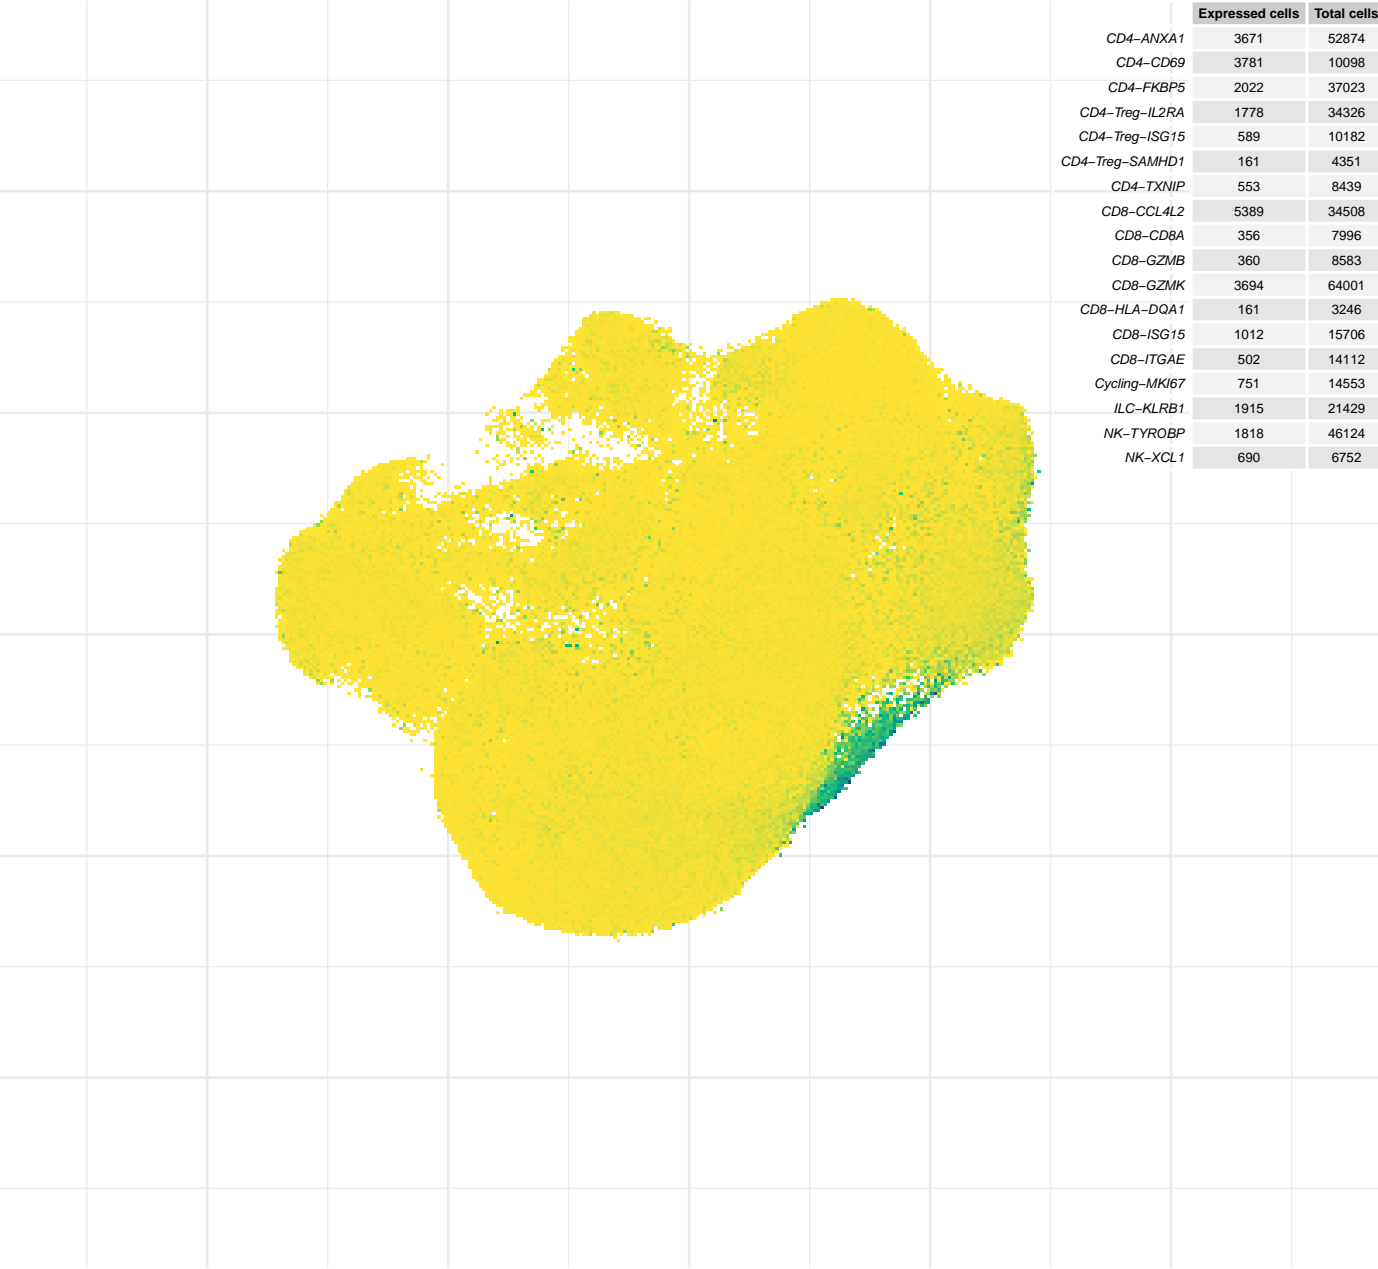 Expressed cells Total cells
CD4−ANXA1 3671 52874
CD4−CD69 3781 10098
CD4−FKBP5 2022 37023
CD4−Treg−IL2RA 1778 34326
CD4−Treg−ISG15 589 10182
CD4−Treg−SAMHD1 161 4351
CD4−TXNIP 553 8439
CD8−CCL4L2 5389 34508
CD8−CD8A 356 7996
CD8−GZMB 360 8583
CD8−GZMK 3694 64001
CD8−HLA−DQA1 161 3246
CD8−ISG15 1012 15706
CD8−ITGAE 502 14112
Cycling−MKI67 751 14553
ILC−KLRB1 1915 21429
NK−TYROBP 1818 46124
NK−XCL1 690 6752